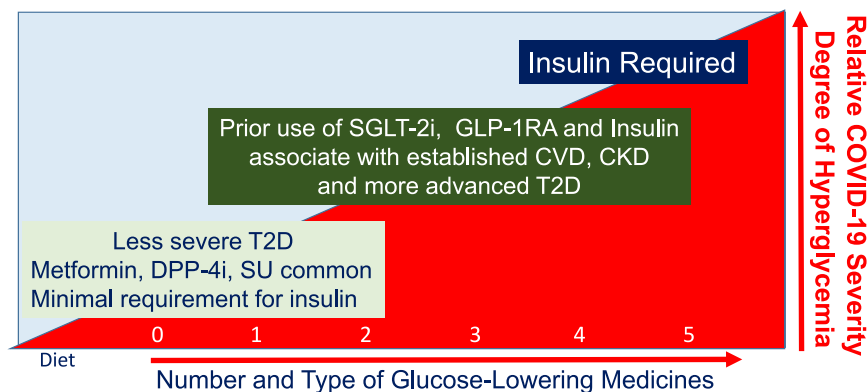 Insulin Required
Prior use of SGLT-2i, GLP-1RA and Insulin
associate with established CVD, CKD
and more advanced T2D
Less severe T2D
Metformin, DPP-4i, SU common
Minimal requirement for insulin
0 1 2 3 4 5
Diet
Number and Type of Glucose-Lowering Medicines
Relative COVID-19 Severity
Degree of Hyperglycemia